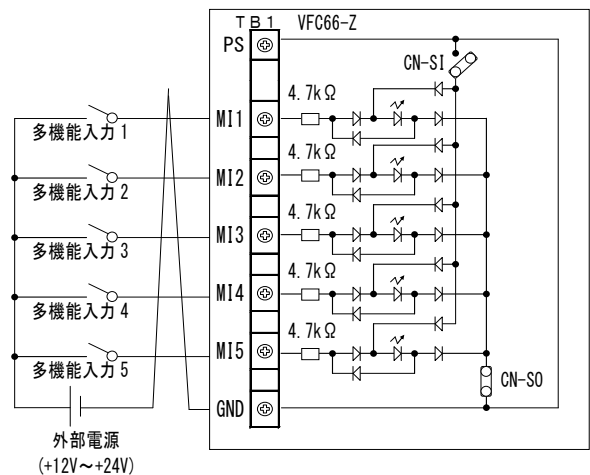 TB1 VFC66-Z
PS
CN-SI
4.7kΩ
MI1
多機能入力1
4.7kΩ
MI2
多機能入力2
4.7kΩ
MI3
多機能入力3
4.7kΩ
MI4
多機能入力4
4.7kΩ
MI5
多機能入力5
CN-SO
GND
外部電源
(+12V～+24V)